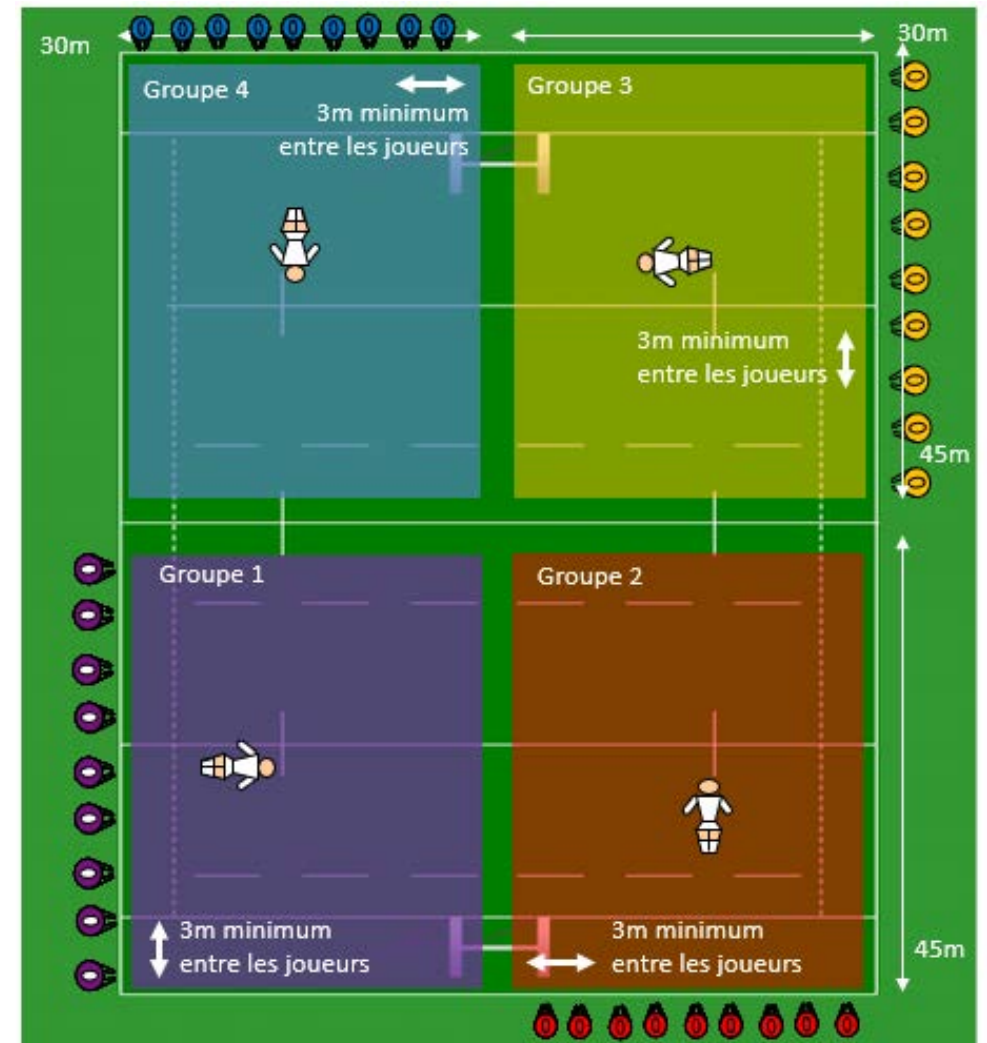 30m
30m
Groupe 4
3m minimum
entre les joueurs
Groupe 3
3m minimum
entre les joueurs
45m
Groupe 1
Groupe 2
3m minimum
entre les joueurs
3m minimum
entre les joueurs
45m